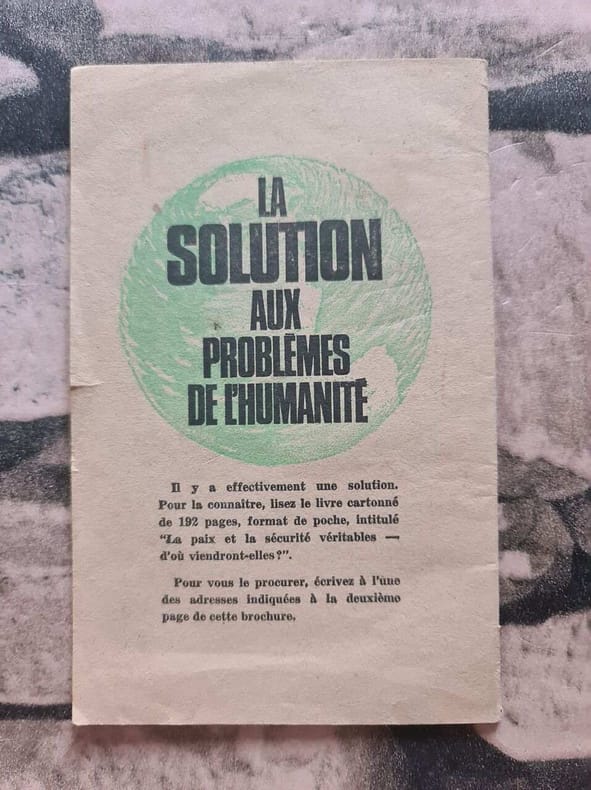 LA
SOLUTION
AUX
PROBLÈMES
DE L'HUMANITÉ
Il y a effectivement une solution.
Pour la connaître, lisez le livre cartonné
de 192 pages, format de poche, intitulé
"La paix et la sécurité véritables —
d'où viendront-elles?".
Pour vous le procurer, écrivez à l'une
des adresses indiquées à la deuxième
page de cette brochure.